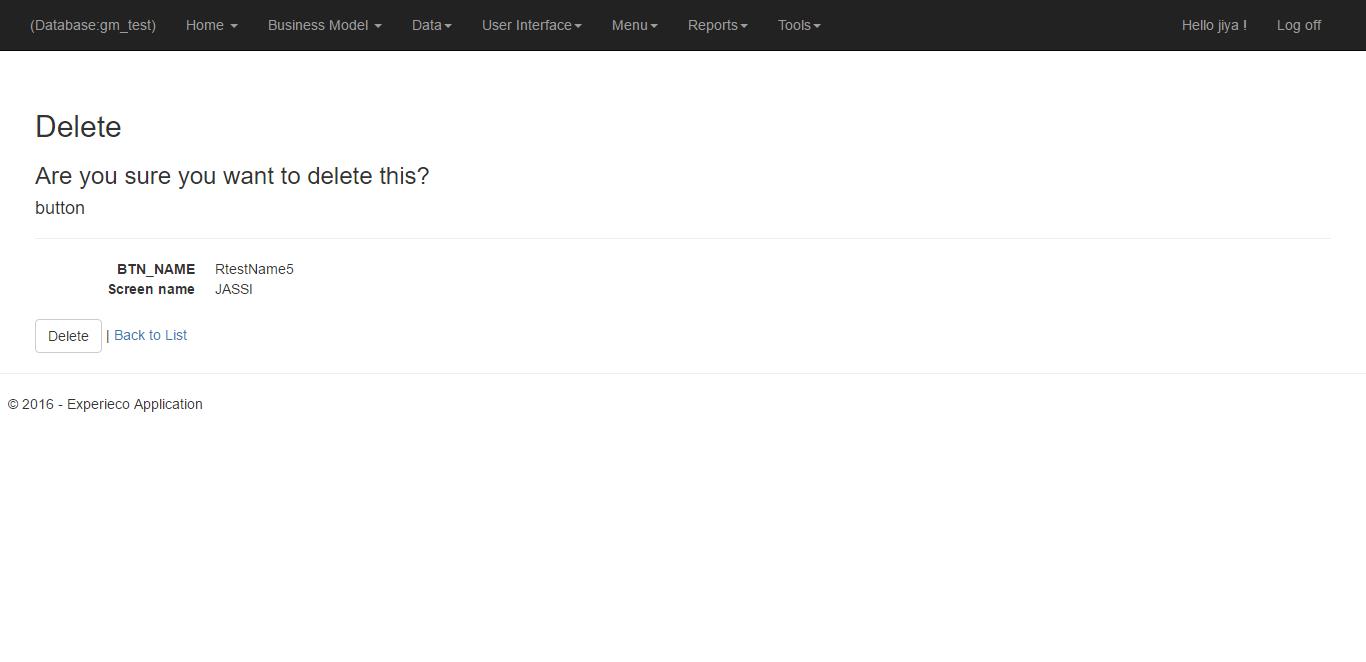 (Database:gm_test) Home Business Model Data User Interface Menu Reports Tools Hello jiya ! Log off
Delete
Are you sure you want to delete this?
button
BTN_NAME RtestName5
Screen name JASSI
Delete | Back to List
© 2016 - Experieco Application